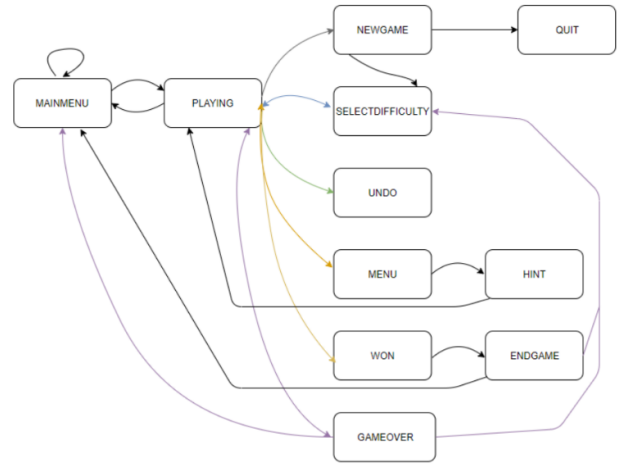 NEWGAME
QUIT
MAINMENU
PLAYING
SELECTDIFFICULTY
UNDO
MENU
HINT
WON
ENDGAME
GAMEOVER